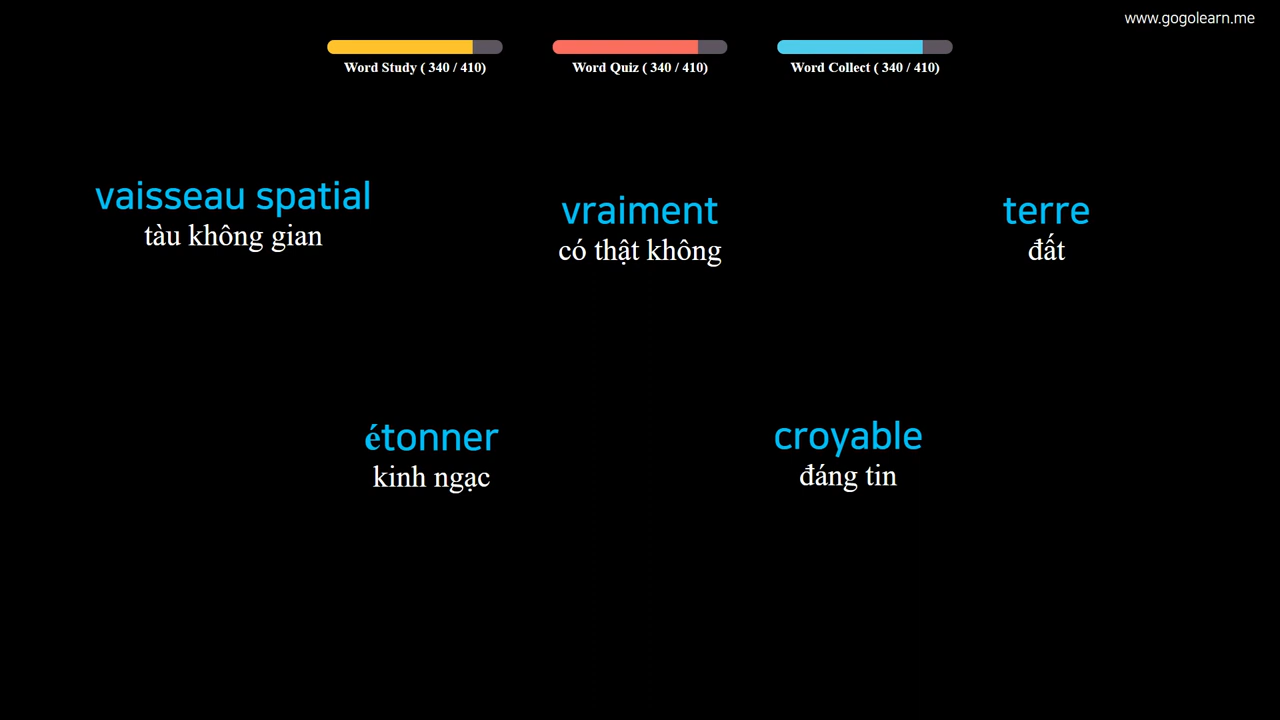 www.gogolearn.me
Word Study ( 340 / 410)
Word Quiz ( 340 / 410)
Word Collect ( 340 / 410)
vaisseau spatial
tàu không gian
vraiment
có thật không
terre
đất
étonner
kinh ngạc
croyable
đáng tin